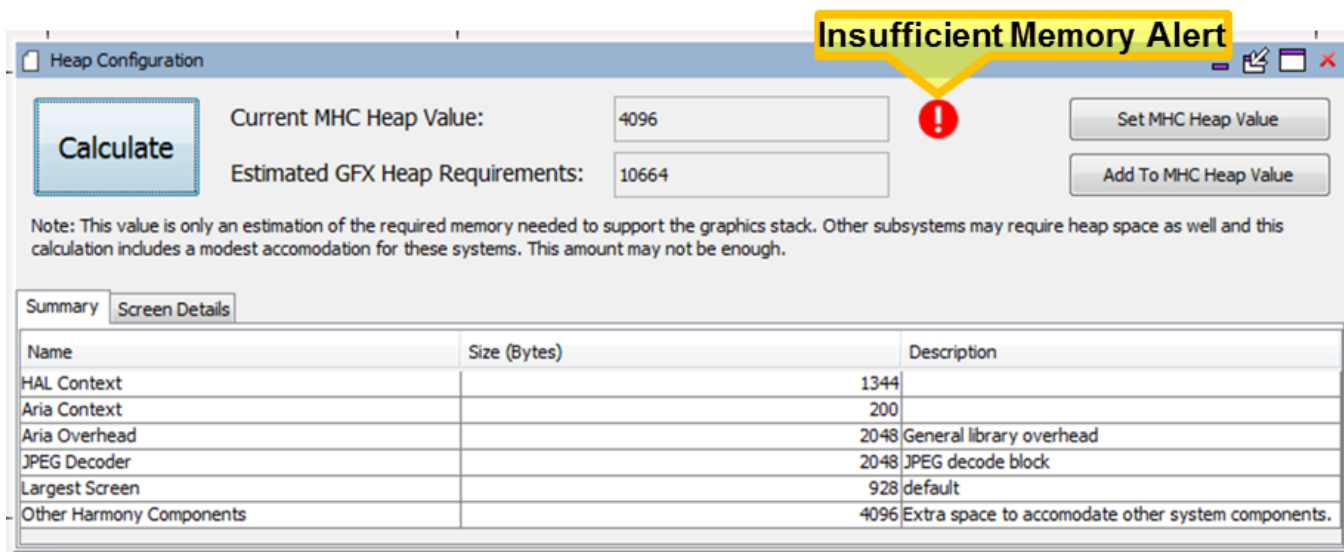 Insufficient Memory Alert
Heap Configuration
Calculate
Current MHC Heap Value:
4096
Set MHC Heap Value
Estimated GFX Heap Requirements:
10664
Add To MHC Heap Value
Note: This value is only an estimation of the required memory needed to support the graphics stack. Other subsystems may require heap space as well and this
calculation includes a modest accomodation for these systems. This amount may not be enough.
Summary Screen Details
Name Size (Bytes) Description
HAL Context 1344
Aria Context 200
Aria Overhead 2048 General library overhead
JPEG Decoder 2048 JPEG decode block
Largest Screen 928 default
Other Harmony Components 4096 Extra space to accomodate other system components.